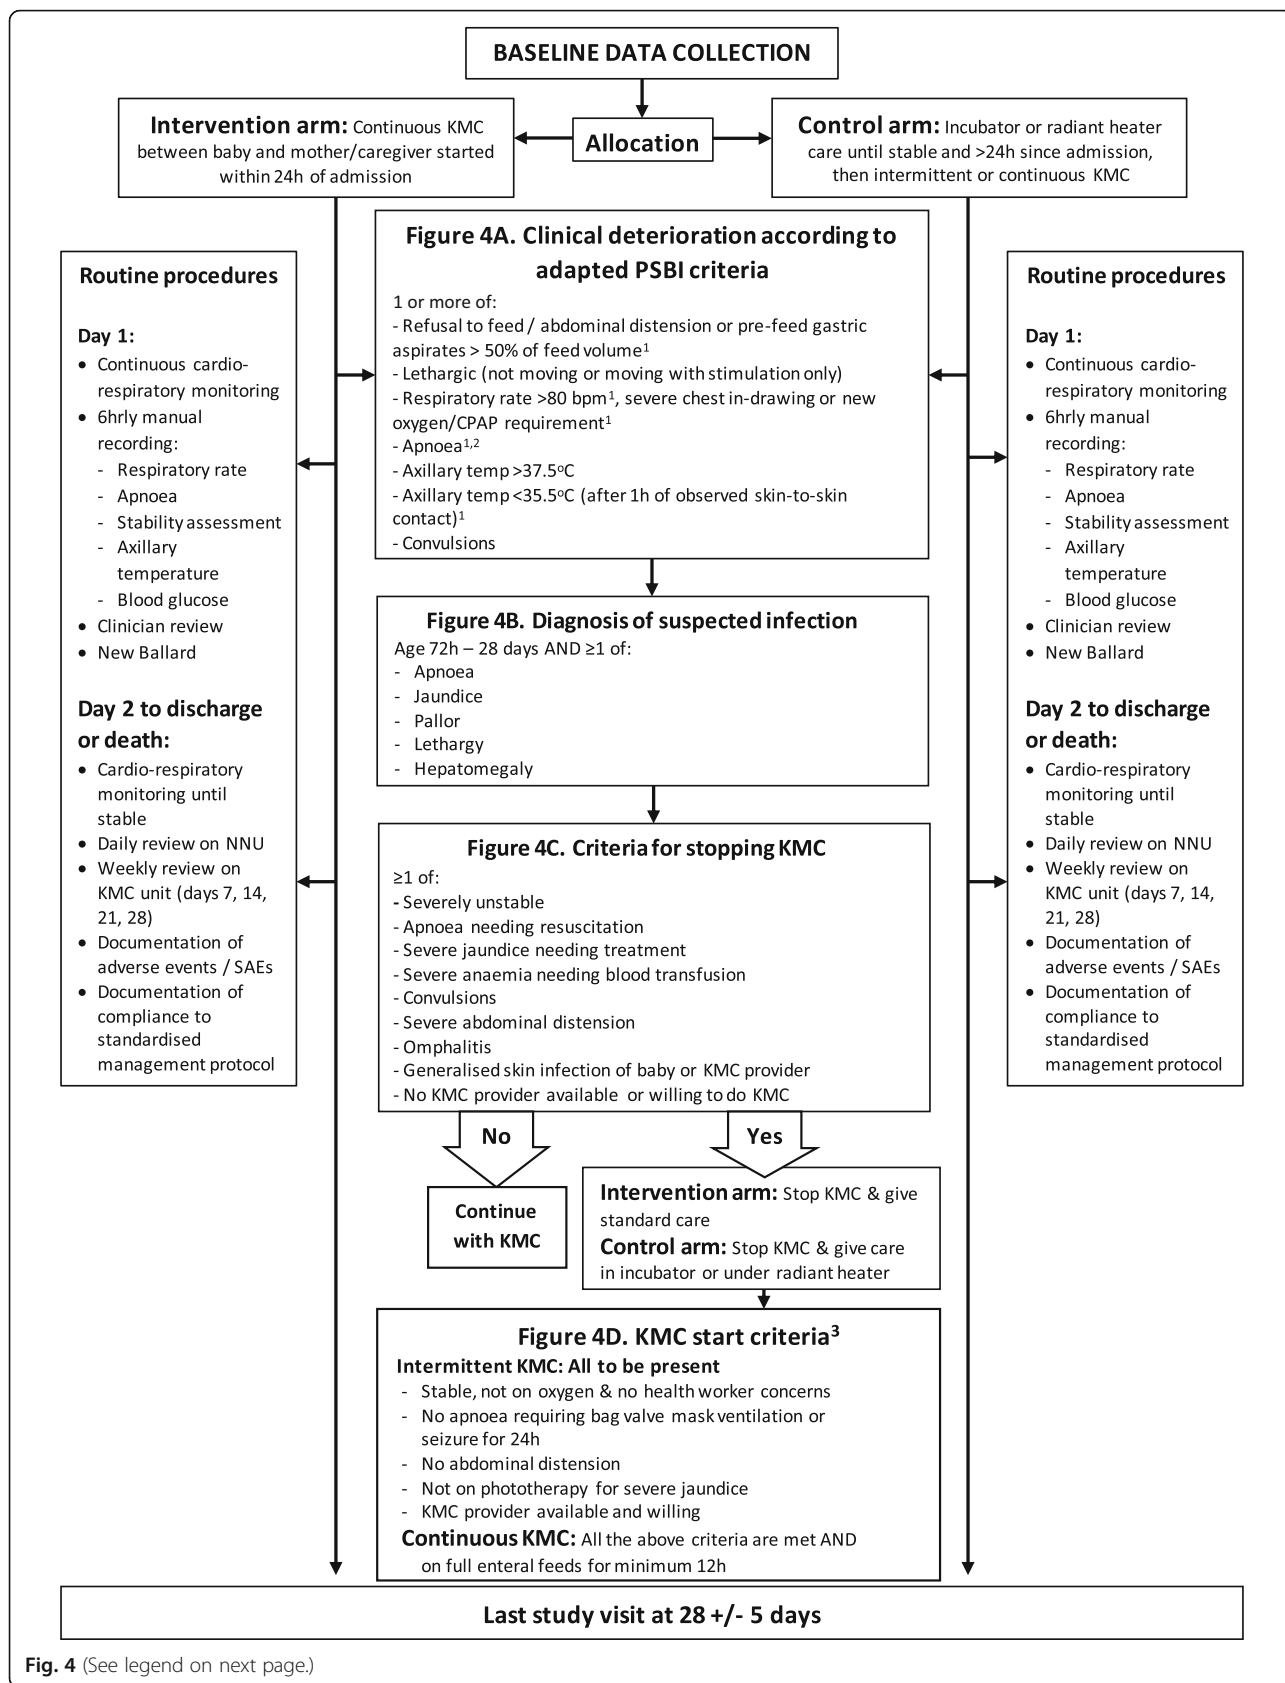 BASELINE DATA COLLECTION
Intervention arm: Continuous KMC
between baby and mother/caregiver started
within 24h of admission
Allocation
Control arm: Incubator or radiant heater
care until stable and >24h since admission,
then intermittent or continuous KMC
Routine procedures
Day 1:
• Continuous cardio-
respiratory monitoring
• 6hrly manual
recording:
- Respiratory rate
- Apnoea
- Stability assessment
- Axillary
temperature
- Blood glucose
• Clinician review
• New Ballard
Day 2 to discharge
or death:
• Cardio-respiratory
monitoring until
stable
• Daily review on NNU
• Weekly review on
KMC unit (days 7, 14,
21, 28)
• Documentation of
adverse events / SAEs
• Documentation of
compliance to
standardised
management protocol
Figure 4A. Clinical deterioration according to
adapted PSBI criteria
1 or more of:
- Refusal to feed / abdominal distension or pre-feed gastric
aspirates > 50% of feed volume¹
- Lethargic (not moving or moving with stimulation only)
- Respiratory rate >80 bpm¹, severe chest in-drawing or new
oxygen/CPAP requirement¹
- Apnoea¹,²
- Axillary temp >37.5°C
- Axillary temp <35.5°C (after 1h of observed skin-to-skin
contact)¹
- Convulsions
Figure 4B. Diagnosis of suspected infection
Age 72h – 28 days AND ≥1 of:
- Apnoea
- Jaundice
- Pallor
- Lethargy
- Hepatomegaly
Figure 4C. Criteria for stopping KMC
≥1 of:
- Severely unstable
- Apnoea needing resuscitation
- Severe jaundice needing treatment
- Severe anaemia needing blood transfusion
- Convulsions
- Severe abdominal distension
- Omphalitis
- Generalised skin infection of baby or KMC provider
- No KMC provider available or willing to do KMC
No
Yes
Continue
with KMC
Intervention arm: Stop KMC & give
standard care
Control arm: Stop KMC & give care
in incubator or under radiant heater
Figure 4D. KMC start criteria³
Intermittent KMC: All to be present
- Stable, not on oxygen & no health worker concerns
- No apnoea requiring bag valve mask ventilation or
seizure for 24h
- No abdominal distension
- Not on phototherapy for severe jaundice
- KMC provider available and willing
Continuous KMC: All the above criteria are met AND
on full enteral feeds for minimum 12h
Routine procedures
Day 1:
• Continuous cardio-
respiratory monitoring
• 6hrly manual
recording:
- Respiratory rate
- Apnoea
- Stability assessment
- Axillary
temperature
- Blood glucose
• Clinician review
• New Ballard
Day 2 to discharge
or death:
• Cardio-respiratory
monitoring until
stable
• Daily review on NNU
• Weekly review on
KMC unit (days 7, 14,
21, 28)
• Documentation of
adverse events / SAEs
• Documentation of
compliance to
standardised
management protocol
Last study visit at 28 +/- 5 days
Fig. 4 (See legend on next page.)